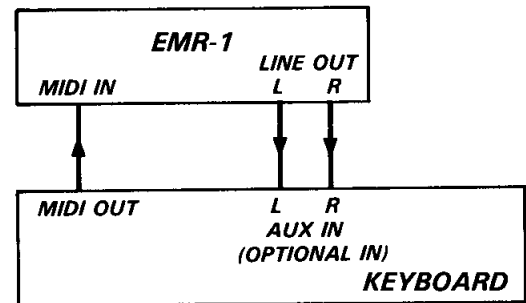 EMR-1
LINE OUT
MIDI IN L R
MIDI OUT L R
AUX IN
(OPTIONAL IN)
KEYBOARD